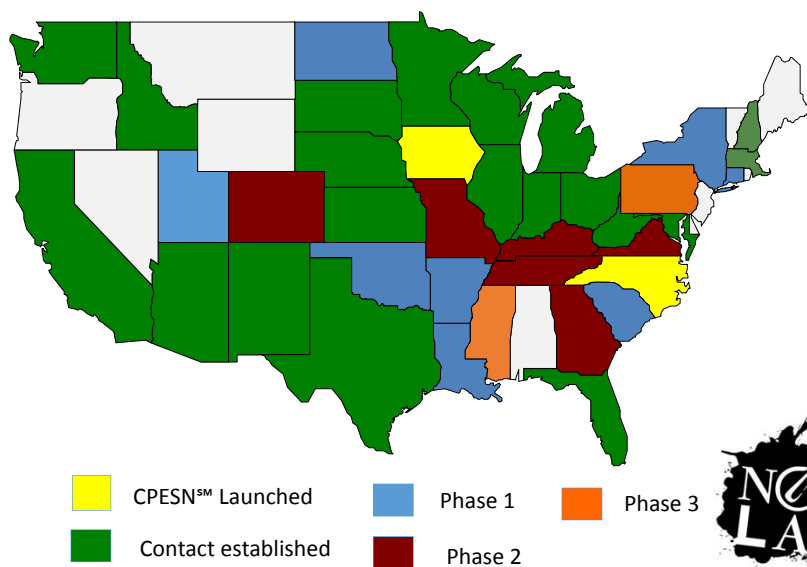 CPESN℠ Launched
Phase 1
Phase 3
Contact established
Phase 2